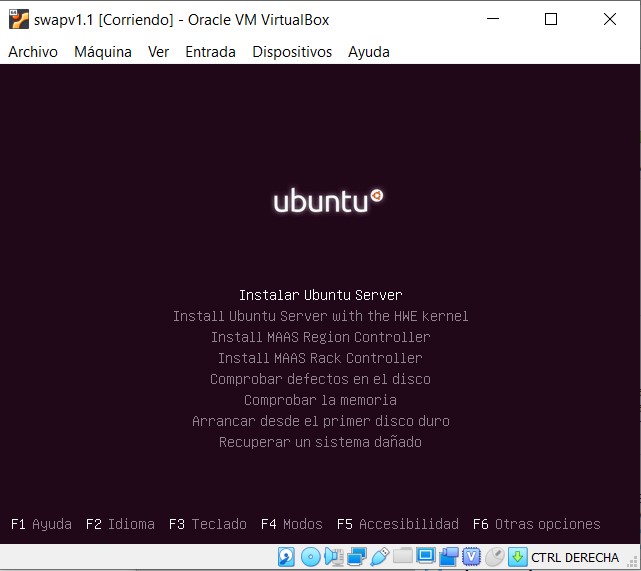 swapv1.1 [Corriendo] - Oracle VM VirtualBox
Archivo Máquina Ver Entrada Dispositivos Ayuda
ubuntu
Instalar Ubuntu Server
Install Ubuntu Server with the HWE kernel
Install MAAS Region Controller
Install MAAS Rack Controller
Comprobar defectos en el disco
Comprobar la memoria
Arrancar desde el primer disco duro
Recuperar un sistema dañado
F1 Ayuda F2 Idioma F3 Teclado F4 Modos F5 Accesibilidad F6 Otras opciones
CTRL DERECHA